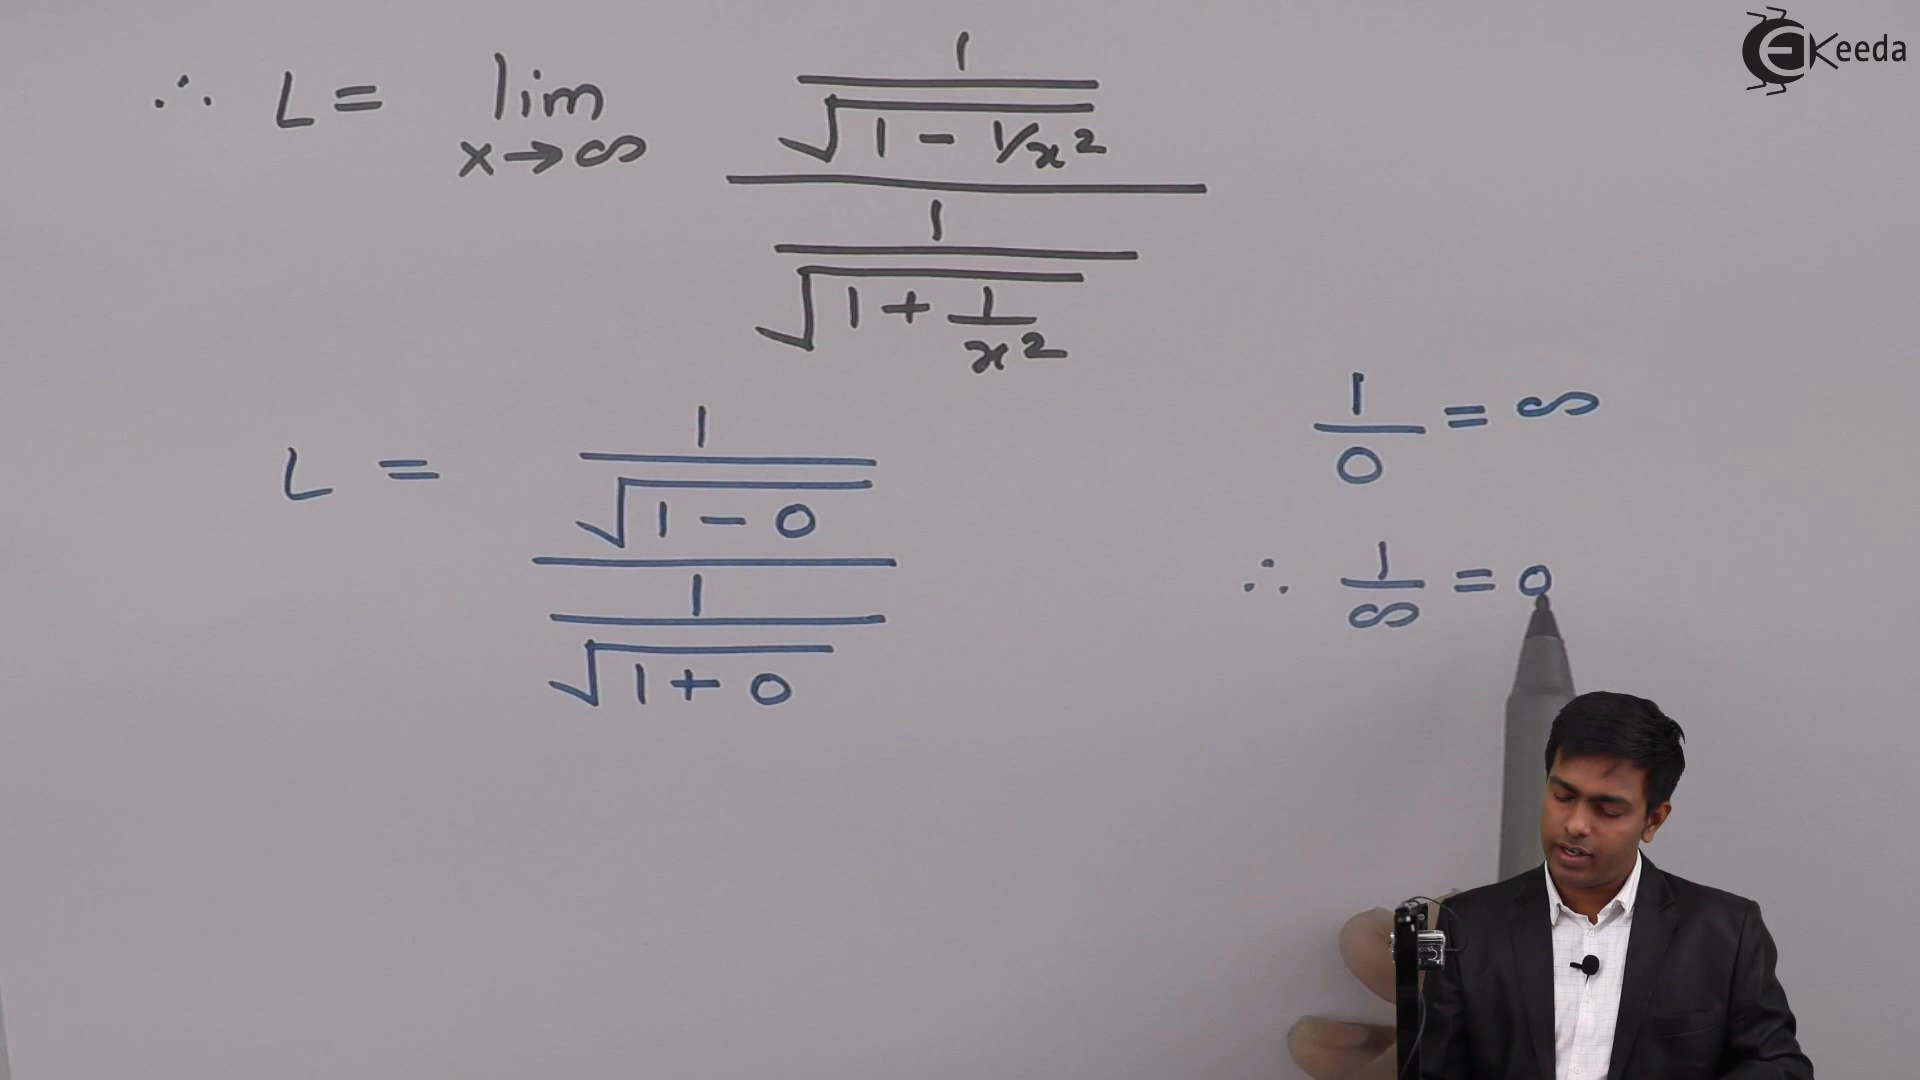 ∴ L = lim x→∞ (1/√(1 - 1/x²)) / (1/√(1 + 1/x²))
L = (1/√(1 - 0)) / (1/√(1 + 0))
1/0 = ∞
∴ 1/∞ = 0
eKeeda